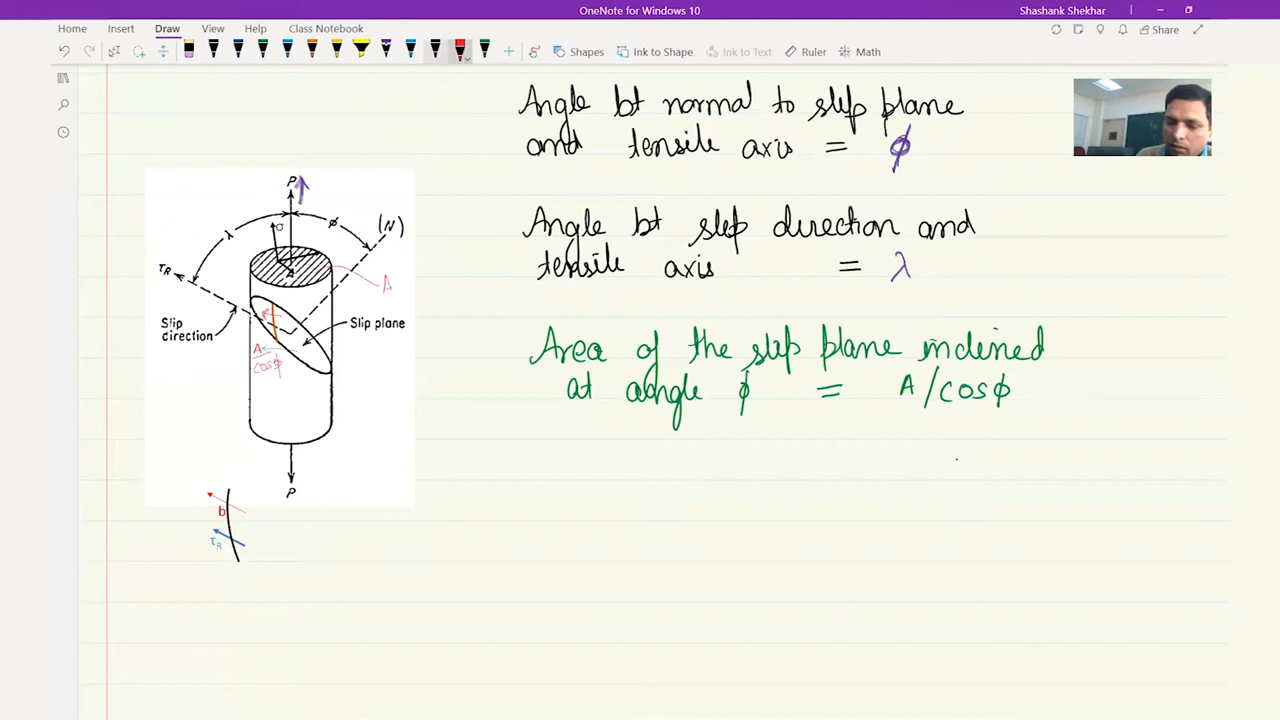 OneNote for Windows 10
Shashank Shekhar
Home Insert Draw View Help Class Notebook
Share
Shapes Ink to Shape Ink to Text Ruler Math
Angle bt normal to slip plane
and tensile axis = ϕ
Angle bt slip direction and
tensile axis = λ
Area of the slip plane inclined
at aangle ϕ = A/cosϕ
P
λ
ϕ
(N)
σ
τR
A
A
Slip
direction
Slip plane
A
cosϕ
P
b
τR